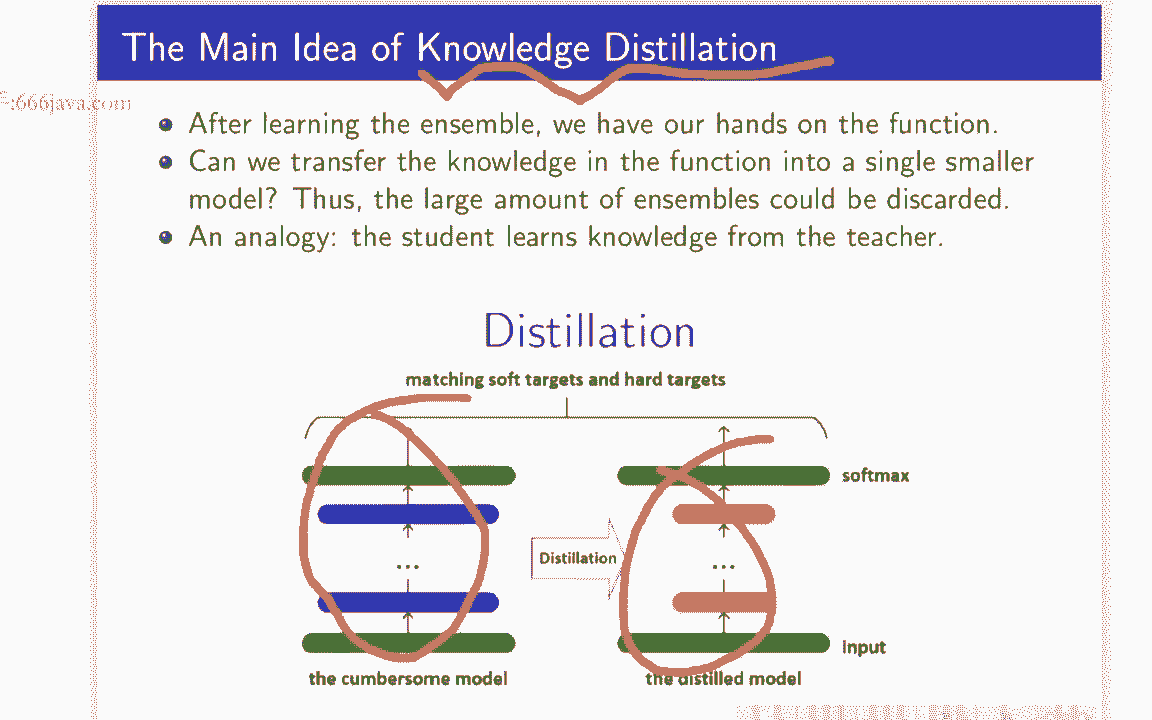 The Main Idea of Knowledge Distillation
:666java.com
After learning the ensemble, we have our hands on the function.
Can we transfer the knowledge in the function into a single smaller
model? Thus, the large amount of ensembles could be discarded.
An analogy: the student learns knowledge from the teacher.
Distillation
matching soft targets and hard targets
softmax
Distillation
...
...
input
the cumbersome model
the distilled model